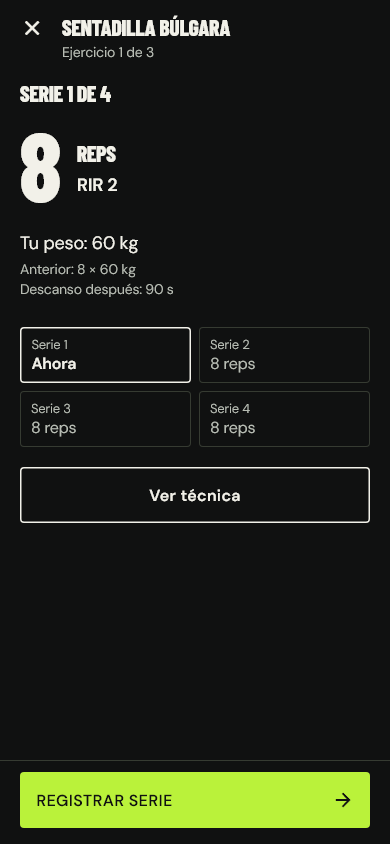 SENTADILLA BÚLGARA
Ejercicio 1 de 3
SERIE 1 DE 4
8 REPS
RIR 2
Tu peso: 60 kg
Anterior: 8 × 60 kg
Descanso después: 90 s
Serie 1
Ahora
Serie 2
8 reps
Serie 3
8 reps
Serie 4
8 reps
Ver técnica
REGISTRAR SERIE